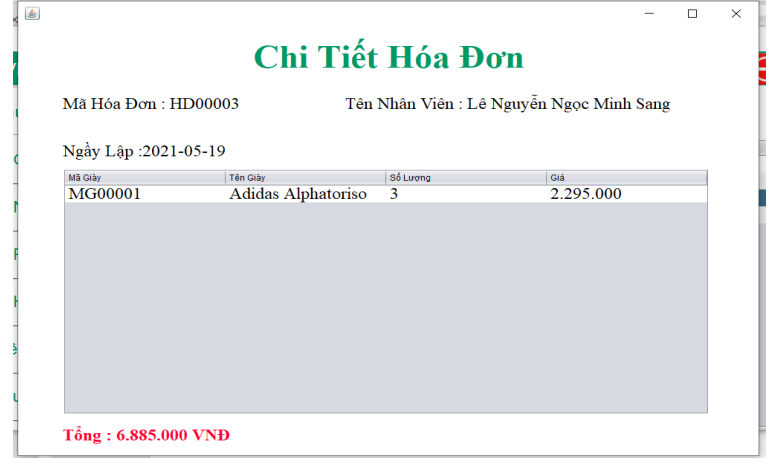 Chi Tiết Hóa Đơn
Mã Hóa Đơn : HD00003 Tên Nhân Viên : Lê Nguyễn Ngọc Minh Sang
Ngầy Lập :2021-05-19
Mã Giày Tên Giày Số Lượng Giá
MG00001 Adidas Alphatoriso 3 2.295.000
Tổng : 6.885.000 VNĐ